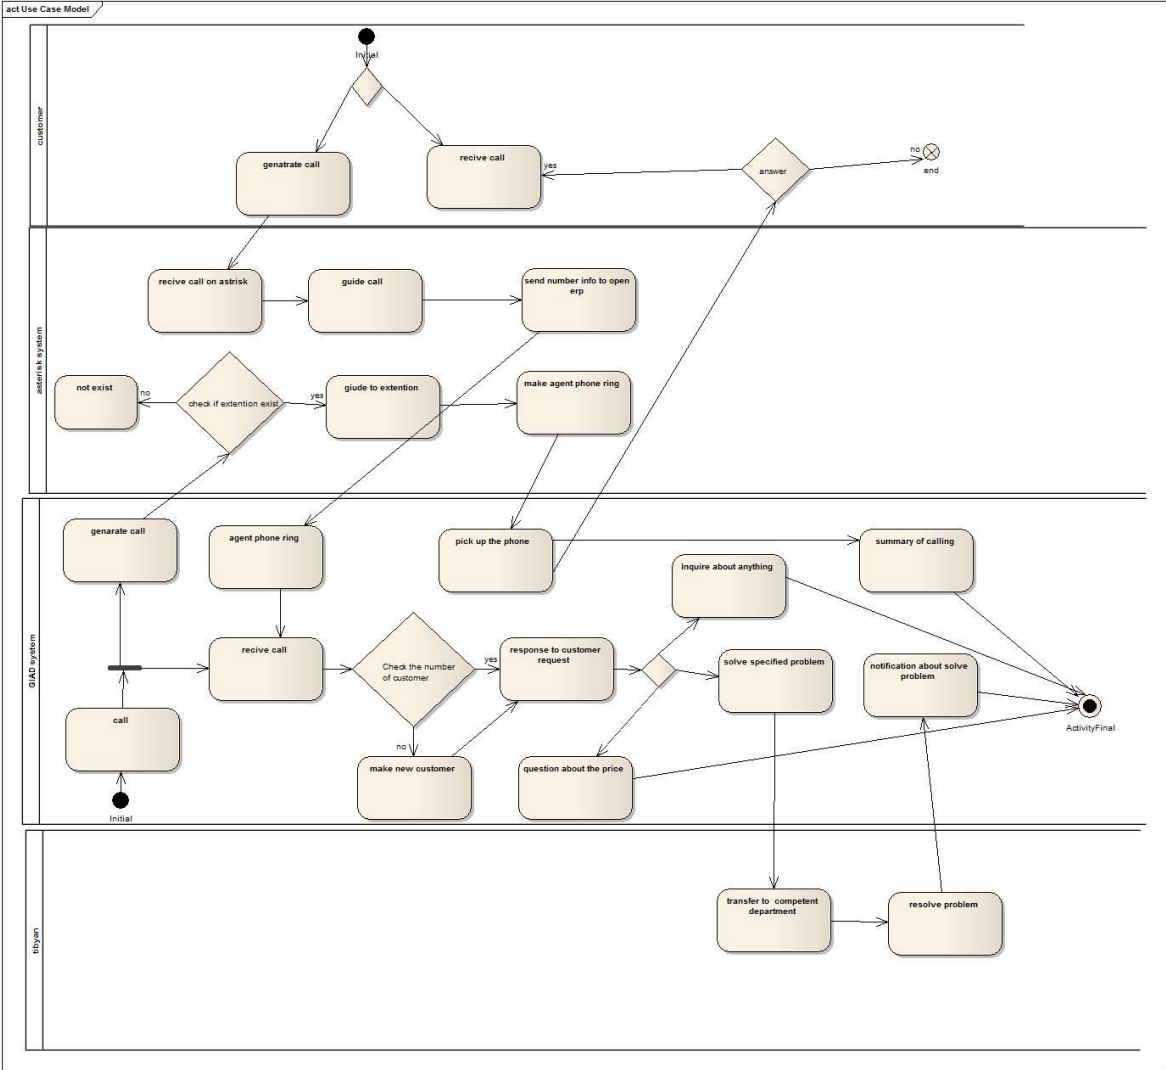 act Use Case Model
customer
Initial
genatrate call
recive call
yes
answer
no
end
asterisk system
recive call on astrisk
guide call
send number info to open
erp
not exist
no
check if extention exist
yes
giude to extention
make agent phone ring
GIAD system
genarate call
agent phone ring
pick up the phone
summary of calling
Inquire about anything
recive call
Check the number
of customer
yes
response to customer
request
solve specified problem
notification about solve
problem
call
no
make new customer
question about the price
ActivityFinal
Initial
tibyan
transfer to competent
department
resolve problem